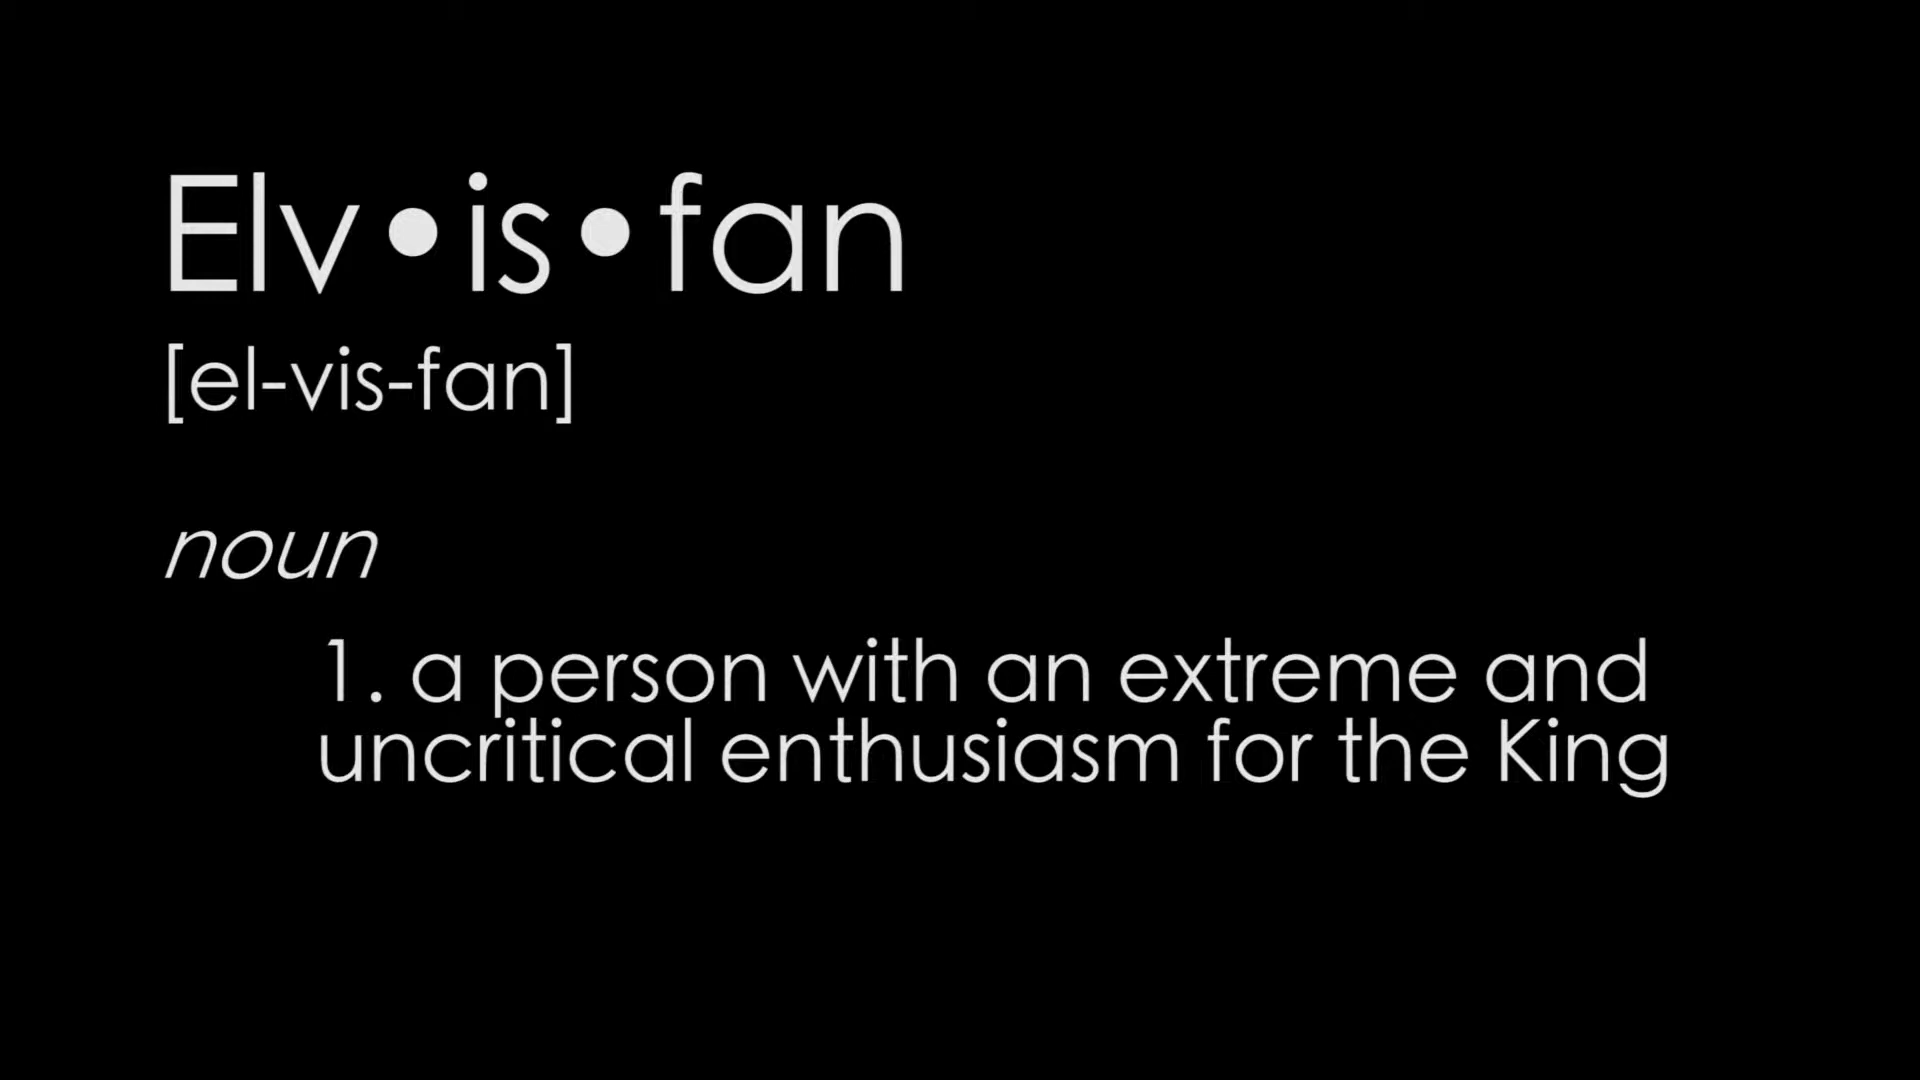 Elv•is•fan
[el-vis-fan]
noun
1. a person with an extreme and
uncritical enthusiasm for the King